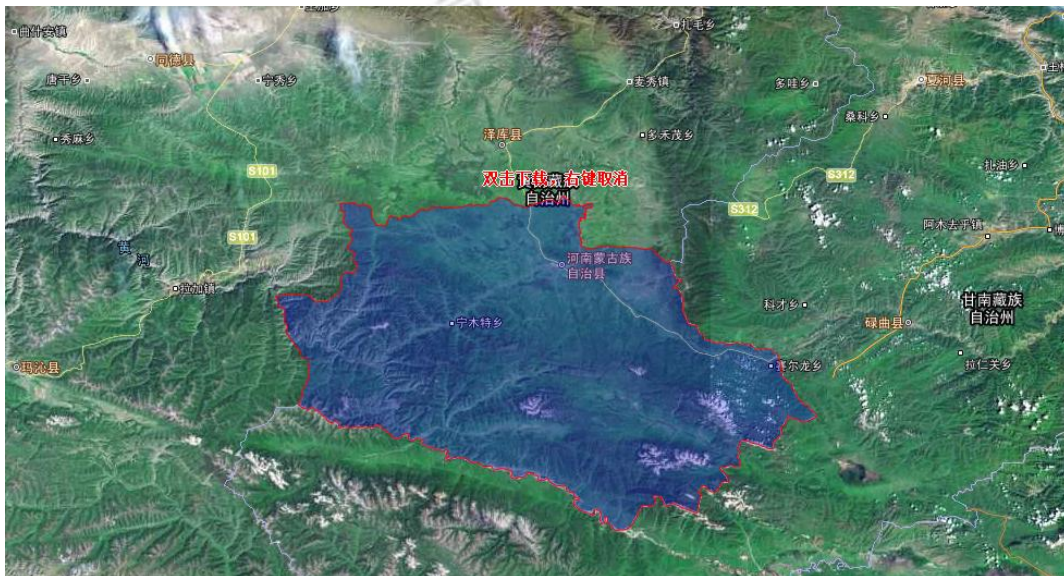 曲什安镇
扎毛乡
同德县
唐干乡
宁秀乡
麦秀镇
多哇乡
夏河县
桑科乡
秀麻乡
泽库县
多禾茂乡
S101
双击下载，右键取消
自治州
S312
扎油乡
S312
S101
阿木去乎镇
黄河
河南蒙古族
自治县
拉加镇
科才乡
甘南藏族
自治州
宁木特乡
碌曲县
玛沁县
赛尔龙乡
拉仁关乡